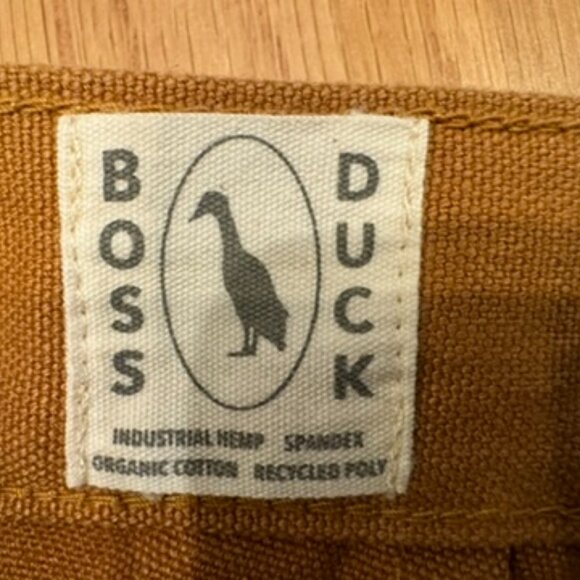 BOSS
DUCK
INDUSTRIAL HEMP SPANDEX
ORGANIC COTTON RECYCLED POLY